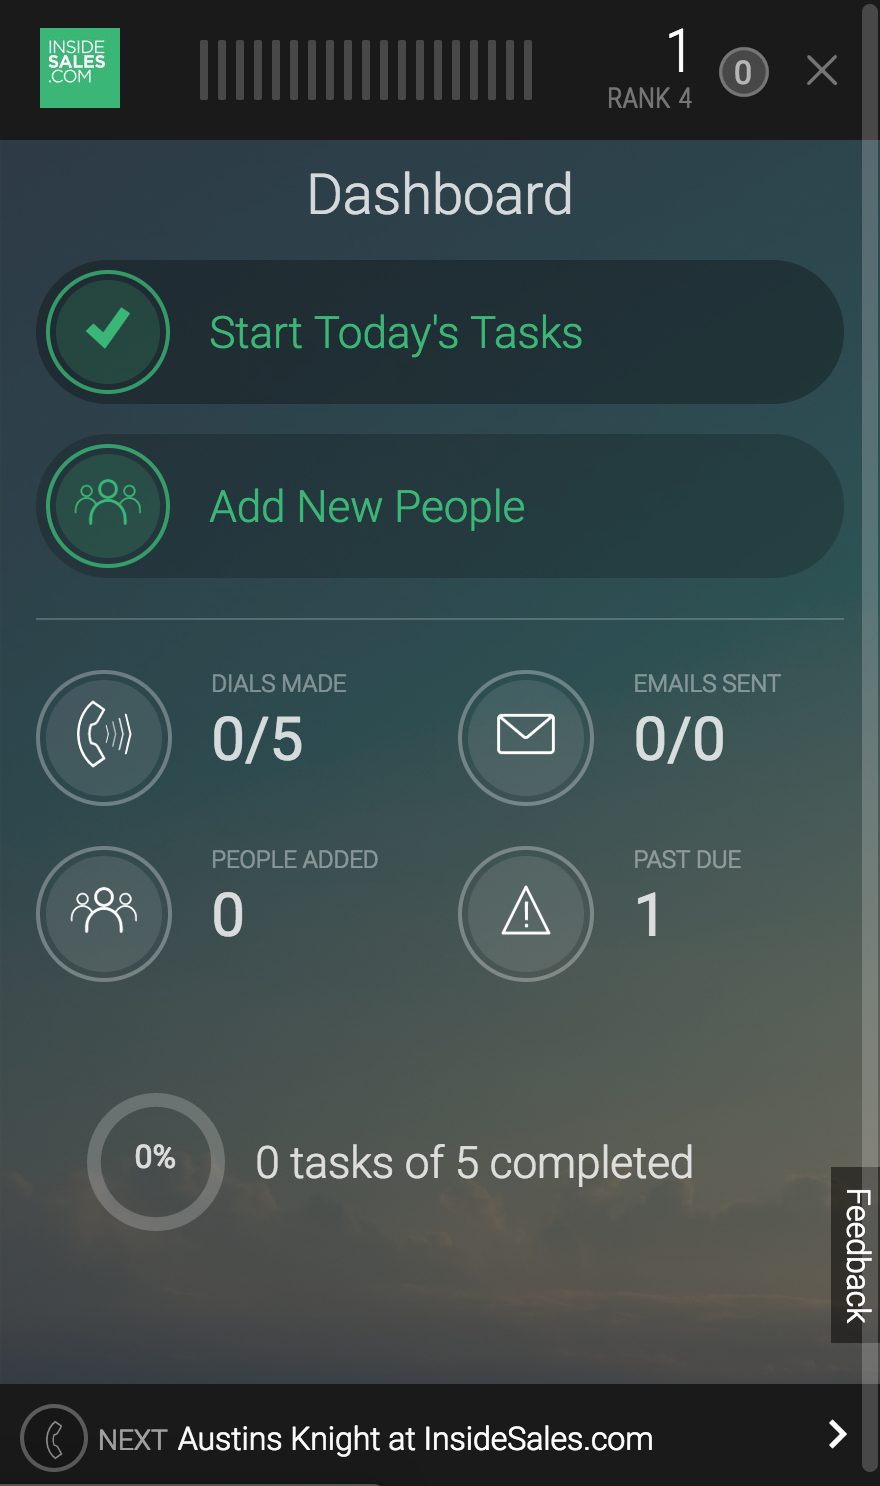 INSIDE
SALES
.COM
1
RANK 4
0
Dashboard
Start Today's Tasks
Add New People
DIALS MADE
0/5
EMAILS SENT
0/0
PEOPLE ADDED
0
PAST DUE
1
0%
0 tasks of 5 completed
Feedback
NEXT Austins Knight at InsideSales.com